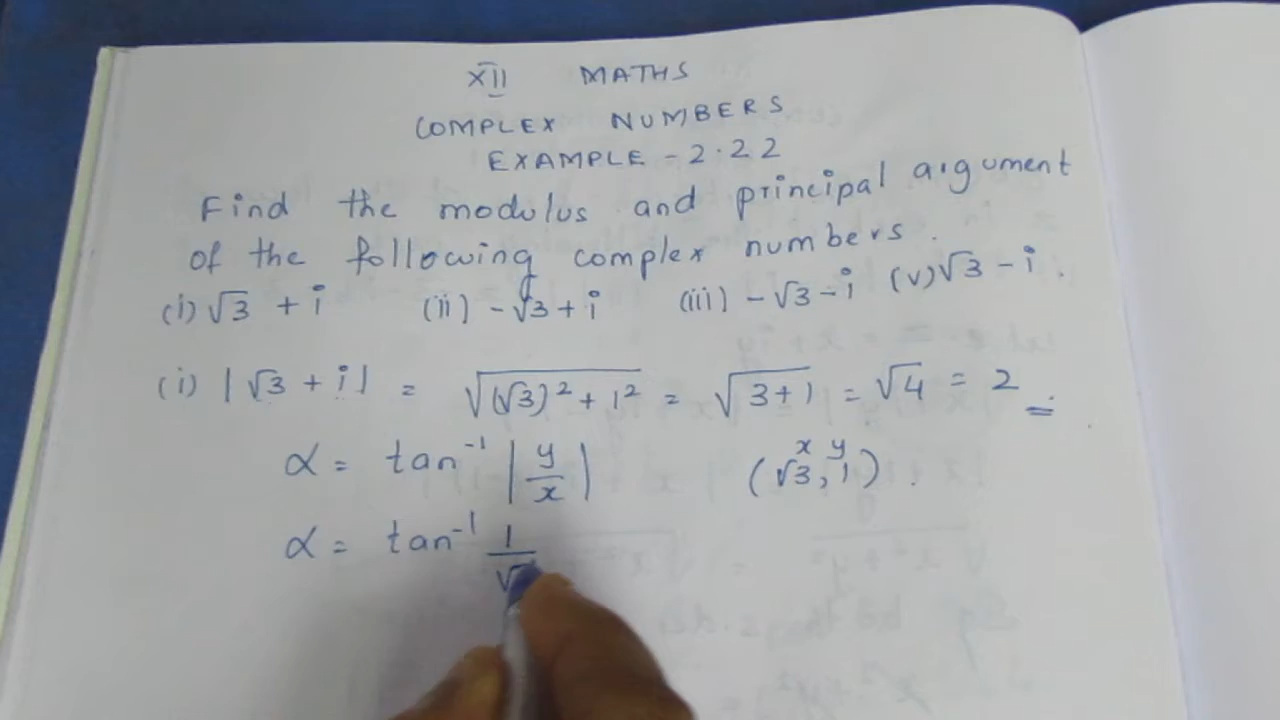 XII MATHS
COMPLEX NUMBERS
EXAMPLE - 2.22
Find the modulus and principal argument
of the following complex numbers.
(i) √3 + i (ii) -√3 + i (iii) -√3 - i (v) √3 - i .
(i) |√3 + i| = √((√3)² + 1²) = √(3+1) = √4 = 2
α = tan⁻¹ |y/x| (√3, 1) . x y
α = tan⁻¹ 1/√